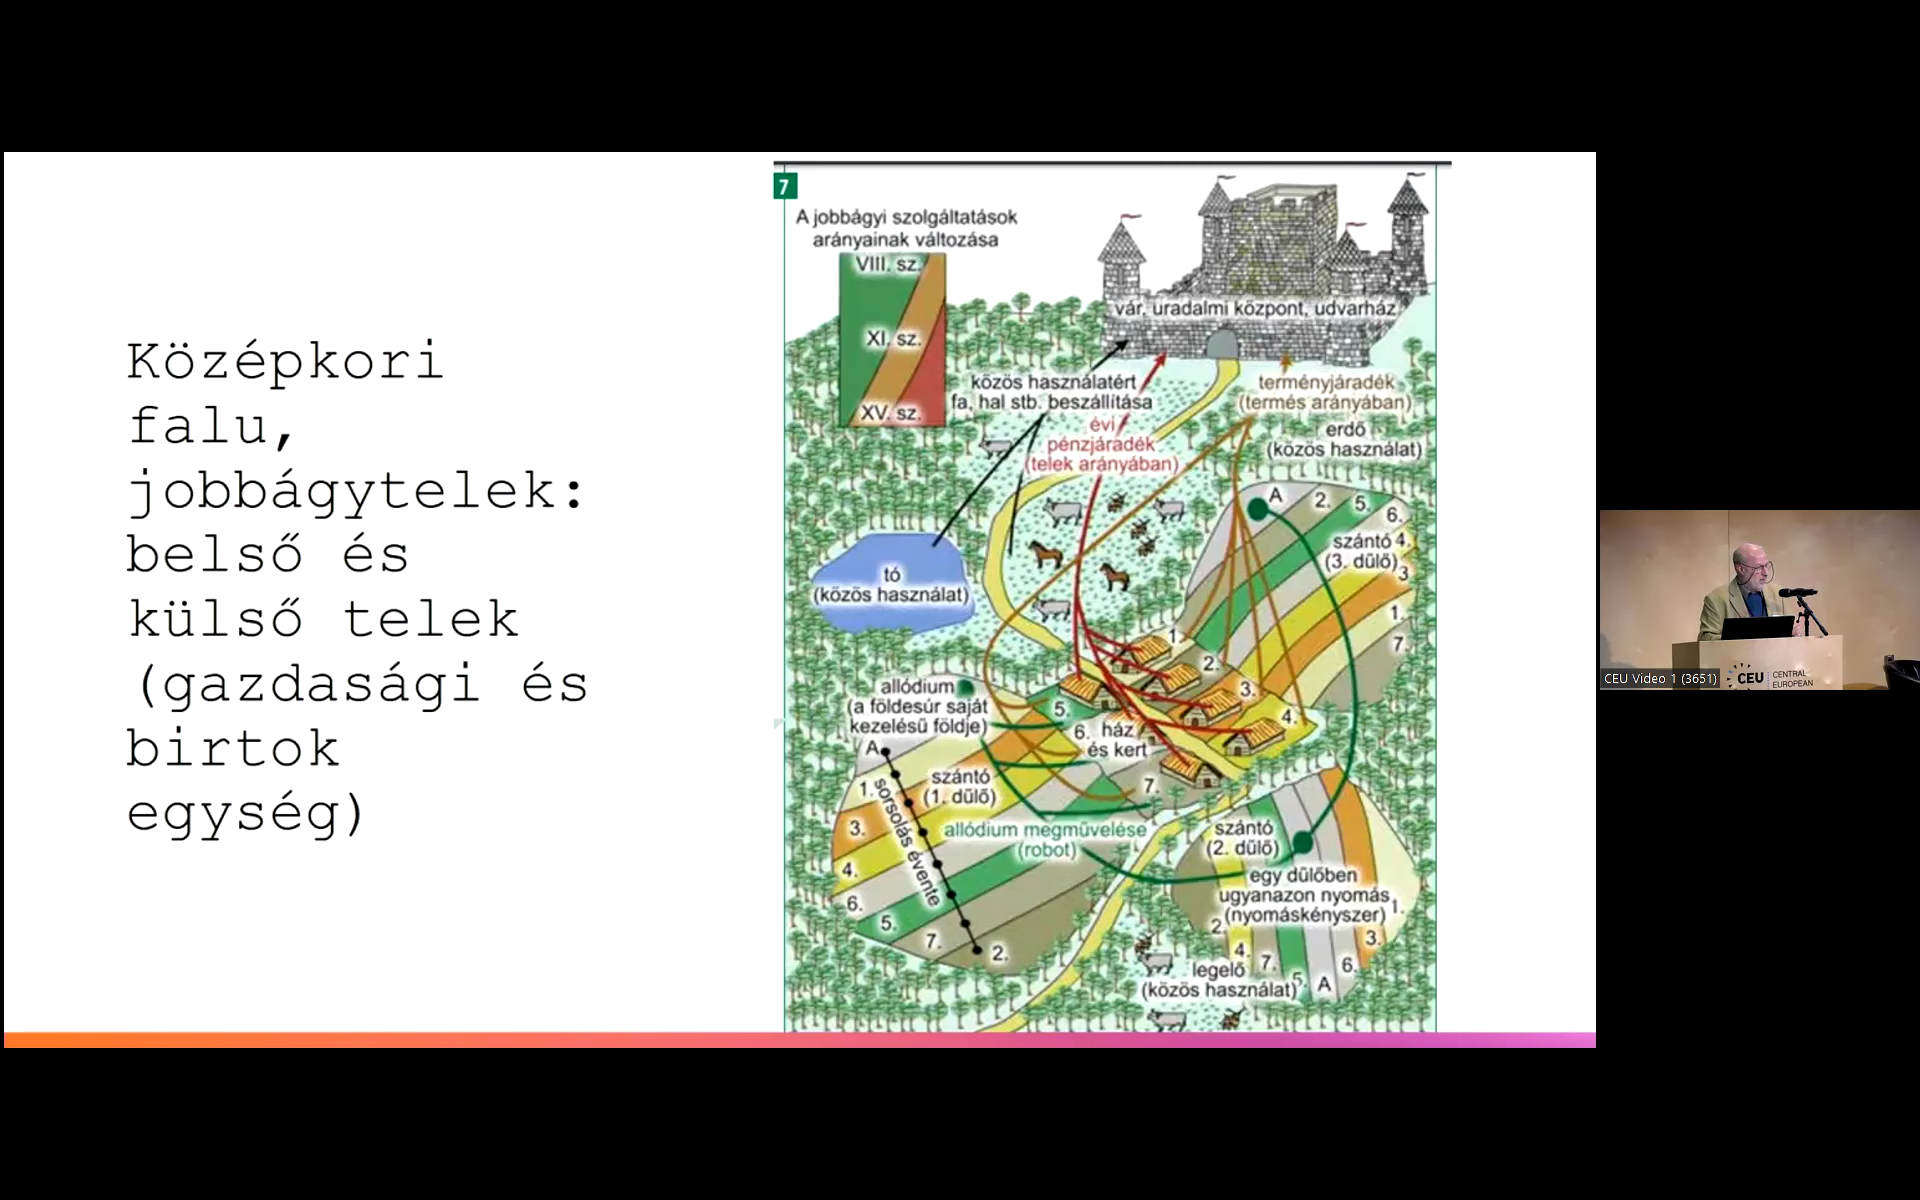 Középkori
falu,
jobbágytelek:
belső és
külső telek
(gazdasági és
birtok
egység)
7
A jobbágyi szolgáltatások
arányainak változása
VIII. sz.
XI. sz.
XV. sz.
vár, uradalmi központ, udvarház
közös használatért
fa, hal stb. beszállítása
terményjáradék
(termés arányában)
évi
pénzjáradék
(telek arányában)
erdő
(közös használat)
A
2.
5.
6.
szántó 4.
(3. dűlő)
3
1.
7.
tó
(közös használat)
1.
2.
3.
4.
5.
6.
7.
ház
és kert
allódium
(a földesúr saját
kezelésű földje)
A
szántó
(1. dűlő)
1.
3.
4.
6.
5.
7.
2.
sorsolás évente
allódium megművelése
(robot)
szántó
(2. dűlő)
egy dűlőben
ugyanazon nyomás
(nyomáskényszer)
1.
2.
3.
4.
7.
6.
5.
A
legelő
(közös használat)
CEU Video 1 (3651)
CEU
CENTRAL
EUROPEAN